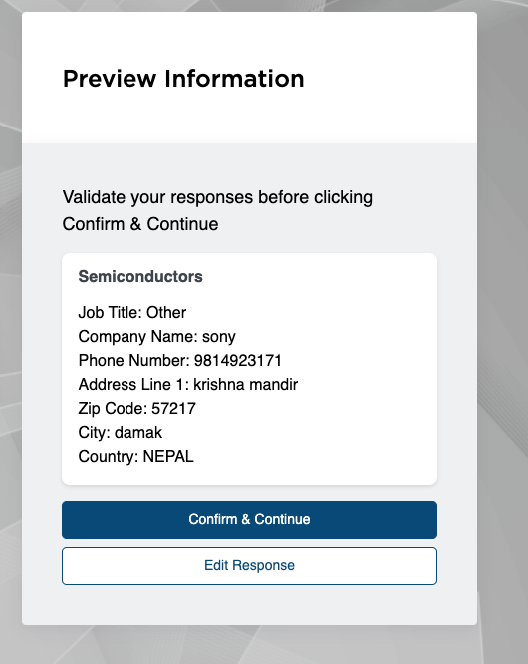 Preview Information
Validate your responses before clicking
Confirm & Continue
Semiconductors
Job Title: Other
Company Name: sony
Phone Number: 9814923171
Address Line 1: krishna mandir
Zip Code: 57217
City: damak
Country: NEPAL
Confirm & Continue
Edit Response